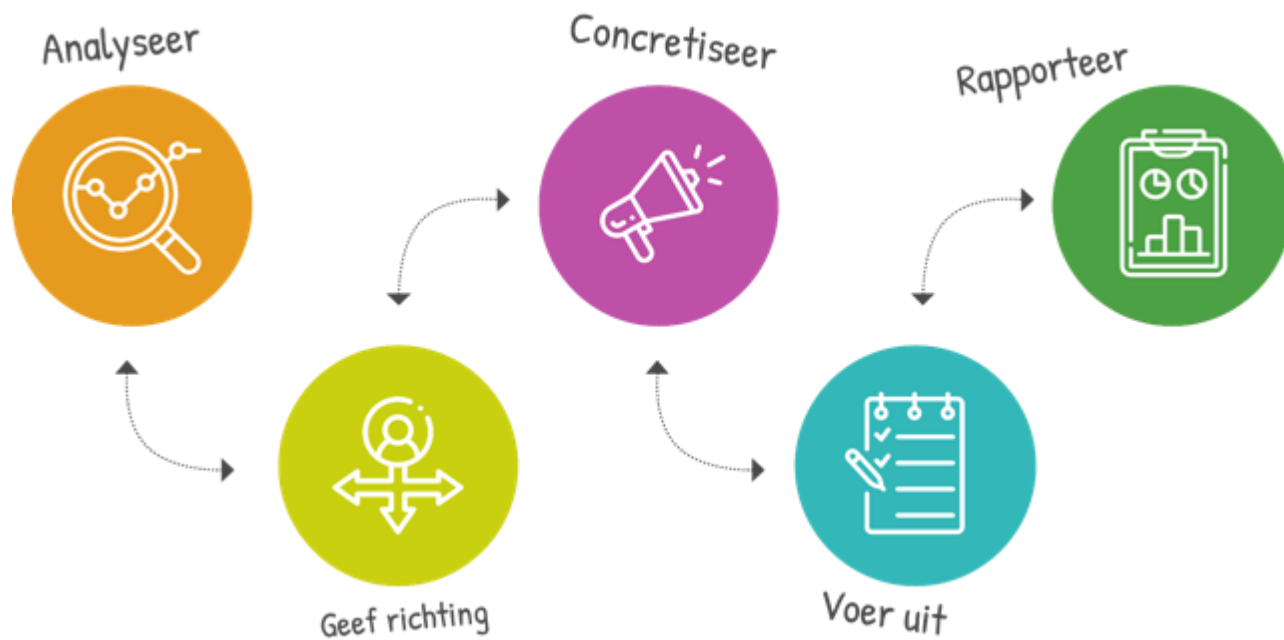 Analyseer
Geef richting
Concretiseer
Voer uit
Rapporteer